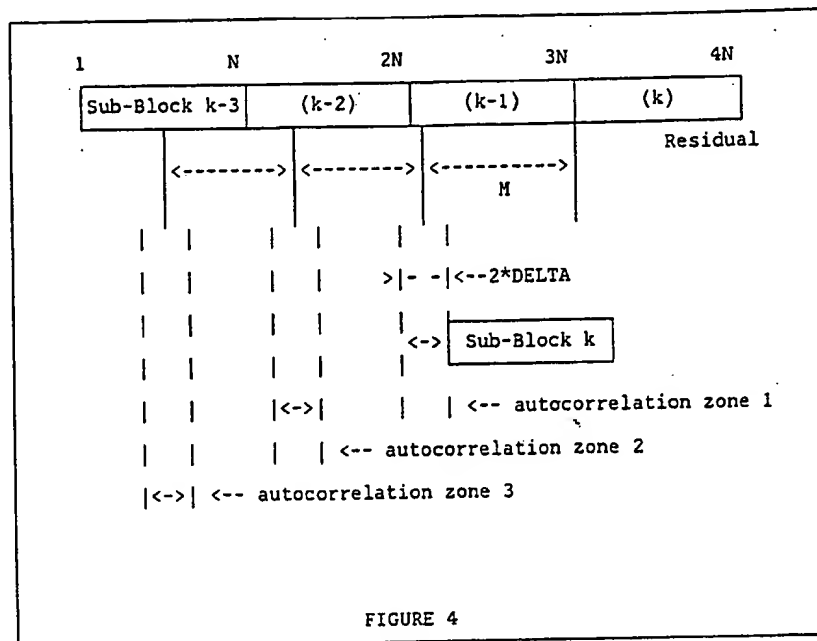 1 N 2N 3N 4N
Sub-Block k-3 (k-2) (k-1) (k)
Residual
<--------> <--------> <--------->
M
>|- -|<--2*DELTA
<-> Sub-Block k
|<->| | |<-- autocorrelation zone 1
| | | | <-- autocorrelation zone 2
|<->| <-- autocorrelation zone 3
FIGURE 4